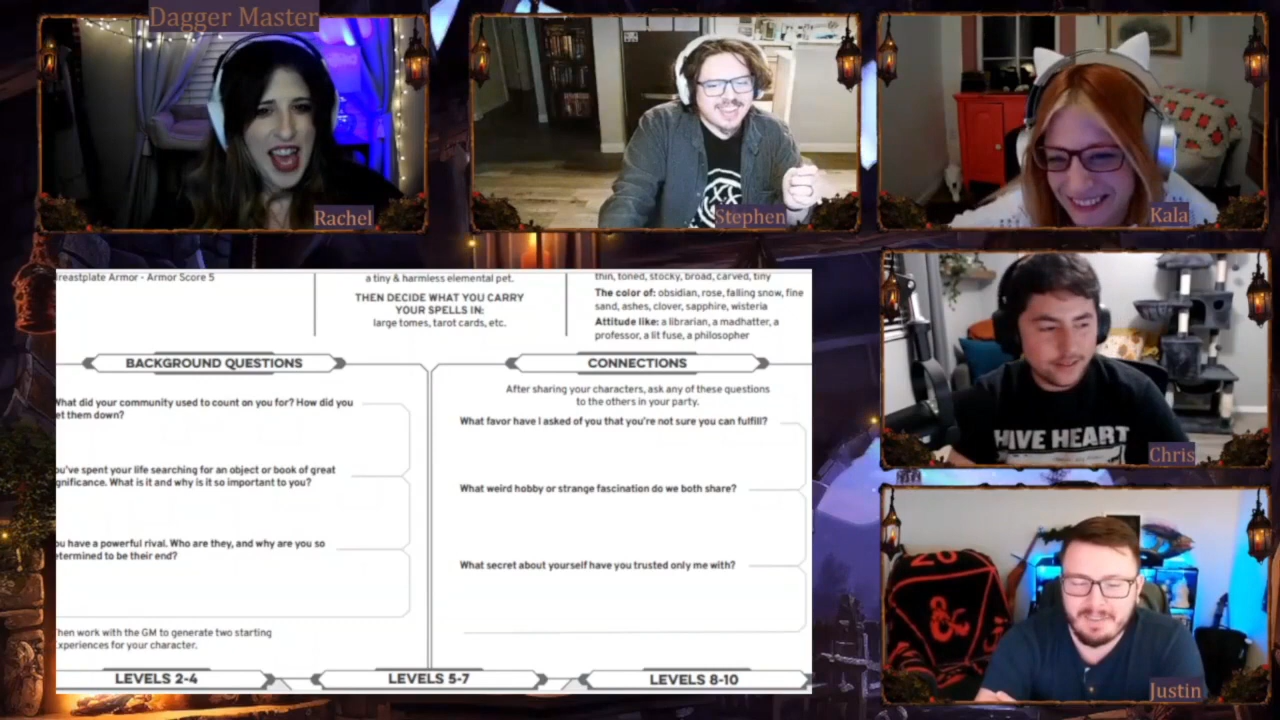 Dagger Master
Rachel
Stephen
Kala
Breastplate Armor - Armor Score 5
a tiny & harmless elemental pet.
THEN DECIDE WHAT YOU CARRY
YOUR SPELLS IN:
large tomes, tarot cards, etc.
thin, toned, stocky, broad, carved, tiny
The color of: obsidian, rose, falling snow, fine
sand, ashes, clover, sapphire, wisteria
Attitude like: a librarian, a madhatter, a
professor, a lit fuse, a philosopher
BACKGROUND QUESTIONS
What did your community used to count on you for? How did you
et them down?
ou've spent your life searching for an object or book of great
gnificance. What is it and why is it so important to you?
ou have a powerful rival. Who are they, and why are you so
etermined to be their end?
hen work with the GM to generate two starting
xperiences for your character.
CONNECTIONS
After sharing your characters, ask any of these questions
to the others in your party.
What favor have I asked of you that you're not sure you can fulfill?
What weird hobby or strange fascination do we both share?
What secret about yourself have you trusted only me with?
LEVELS 2-4
LEVELS 5-7
LEVELS 8-10
HIVE HEART
Chris
20
&
Justin